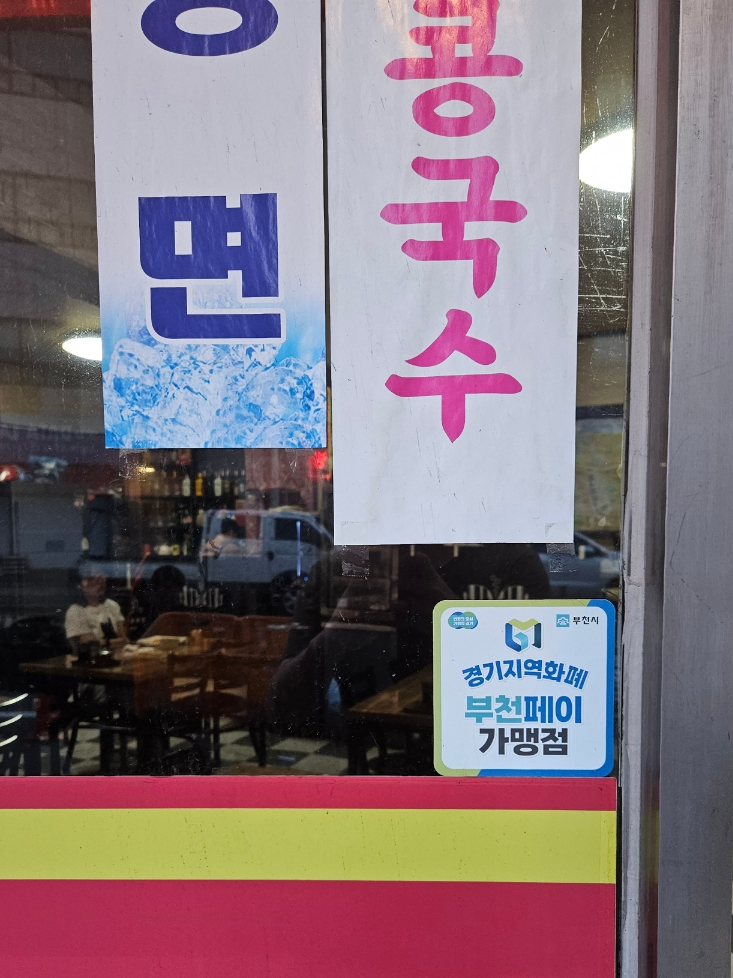 면
콩국수
부천시
경기지역화폐
부천페이
가맹점